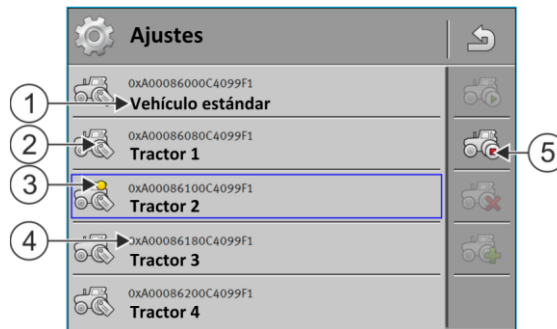 Ajustes
0xA00086000C4099F1
Vehículo estándar
0xA00086080C4099F1
Tractor 1
0xA00086100C4099F1
Tractor 2
0xA00086180C4099F1
Tractor 3
0xA00086200C4099F1
Tractor 4
1
2
3
4
5